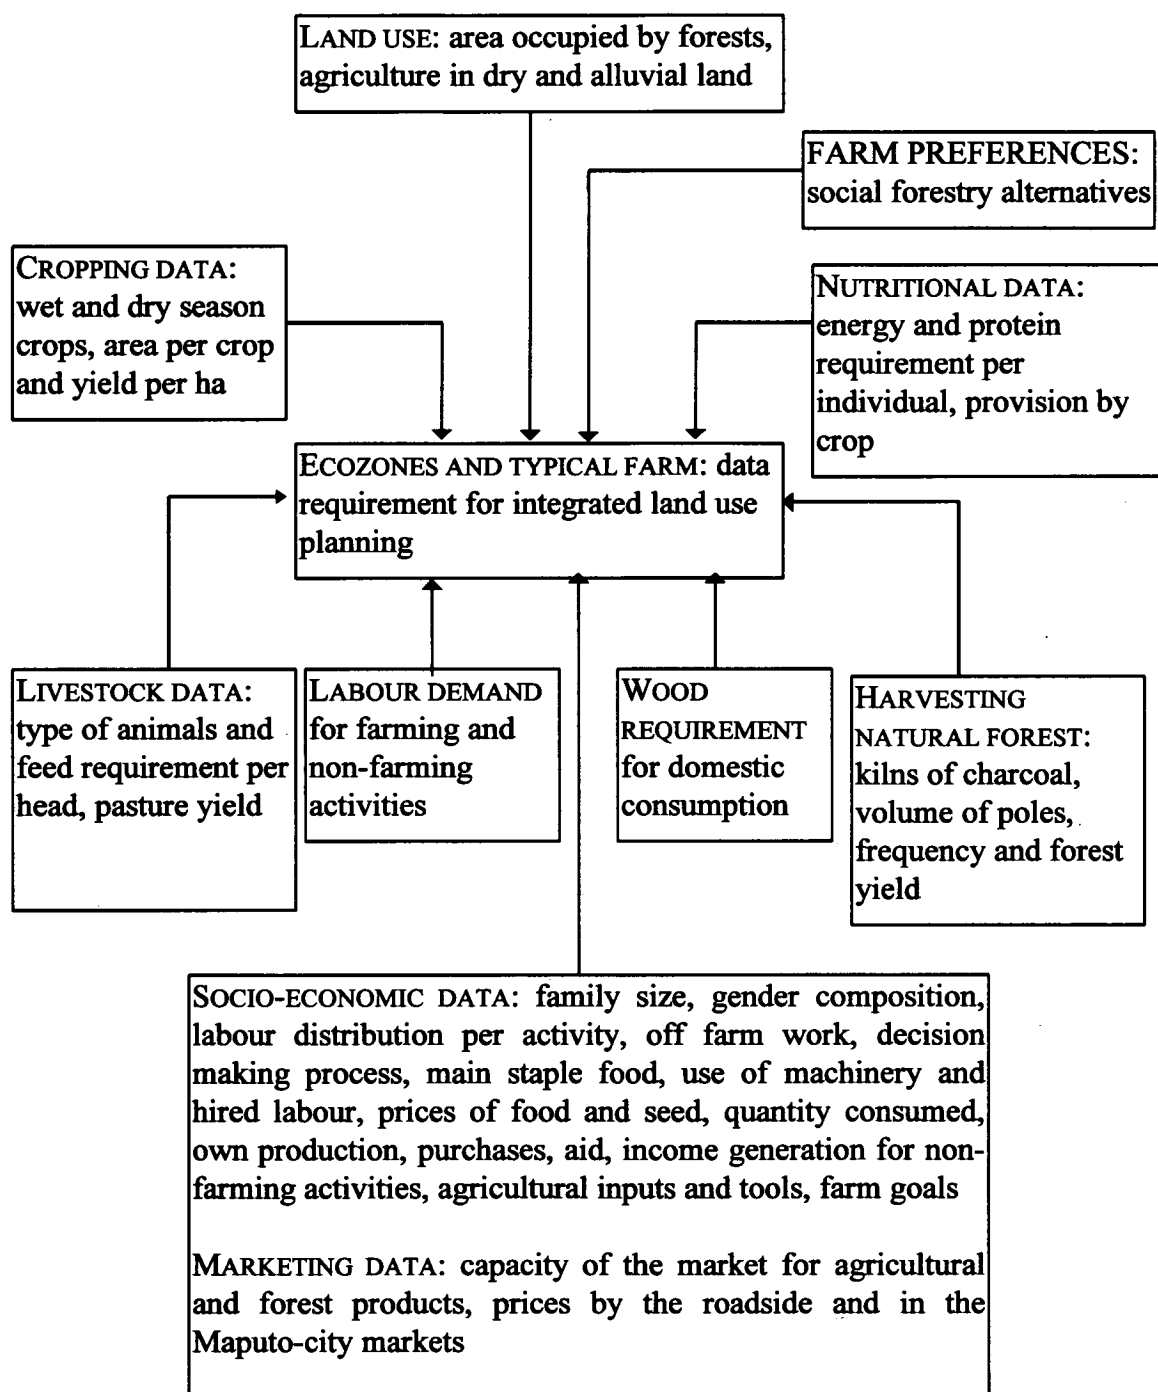 LAND USE: area occupied by forests,
agriculture in dry and alluvial land
FARM PREFERENCES:
social forestry alternatives
CROPPING DATA:
wet and dry season
crops, area per crop
and yield per ha
NUTRITIONAL DATA:
energy and protein
requirement per
individual, provision by
crop
ECOZONES AND TYPICAL FARM: data
requirement for integrated land use
planning
LIVESTOCK DATA:
type of animals and
feed requirement per
head, pasture yield
LABOUR DEMAND
for farming and
non-farming
activities
WOOD
REQUIREMENT
for domestic
consumption
HARVESTING
NATURAL FOREST:
kilns of charcoal,
volume of poles,
frequency and forest
yield
SOCIO-ECONOMIC DATA: family size, gender composition,
labour distribution per activity, off farm work, decision
making process, main staple food, use of machinery and
hired labour, prices of food and seed, quantity consumed,
own production, purchases, aid, income generation for non-
farming activities, agricultural inputs and tools, farm goals
MARKETING DATA: capacity of the market for agricultural
and forest products, prices by the roadside and in the
Maputo-city markets